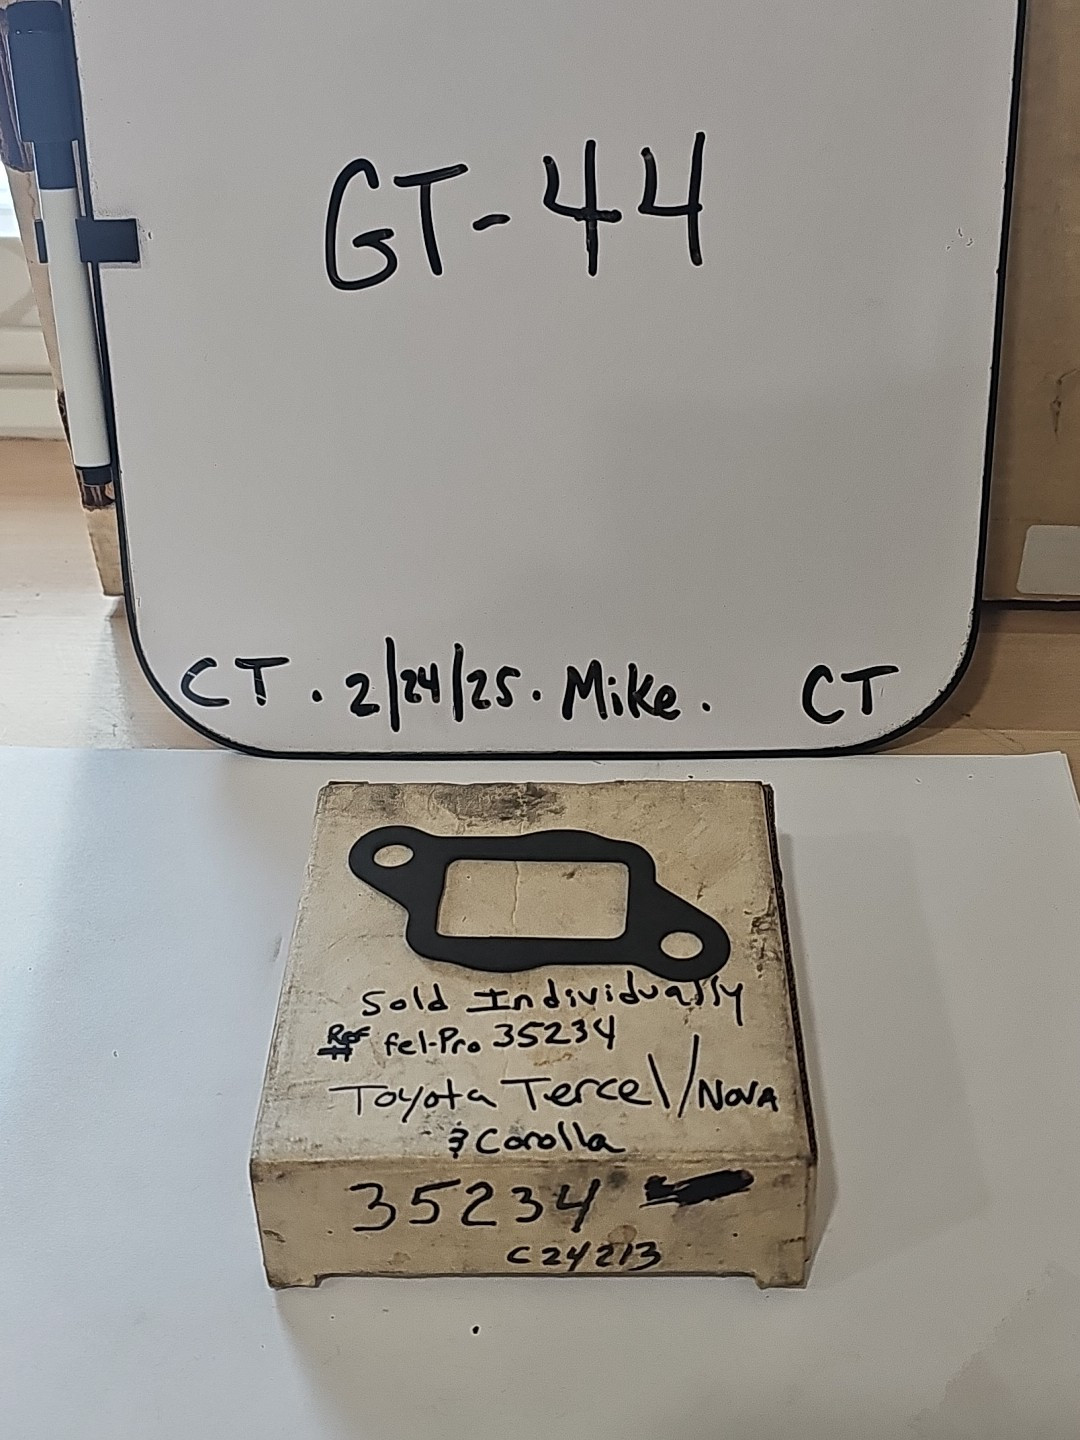 GT-44
CT. 2/24/25. Mike. CT
Sold Individually
Ref # fel-Pro 35234
Toyota Tercel/Nova
& Corolla
35234
C24213